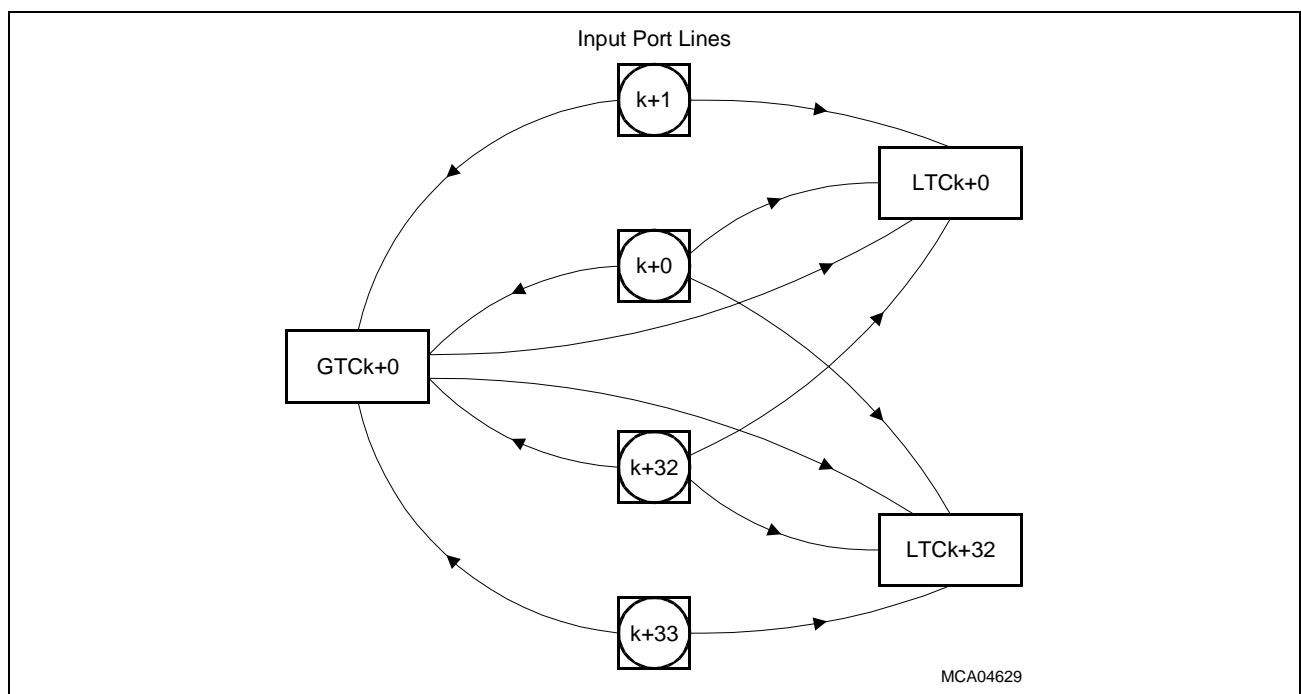 Input Port Lines
k+1
LTCk+0
k+0
GTCk+0
k+32
LTCk+32
k+33
MCA04629